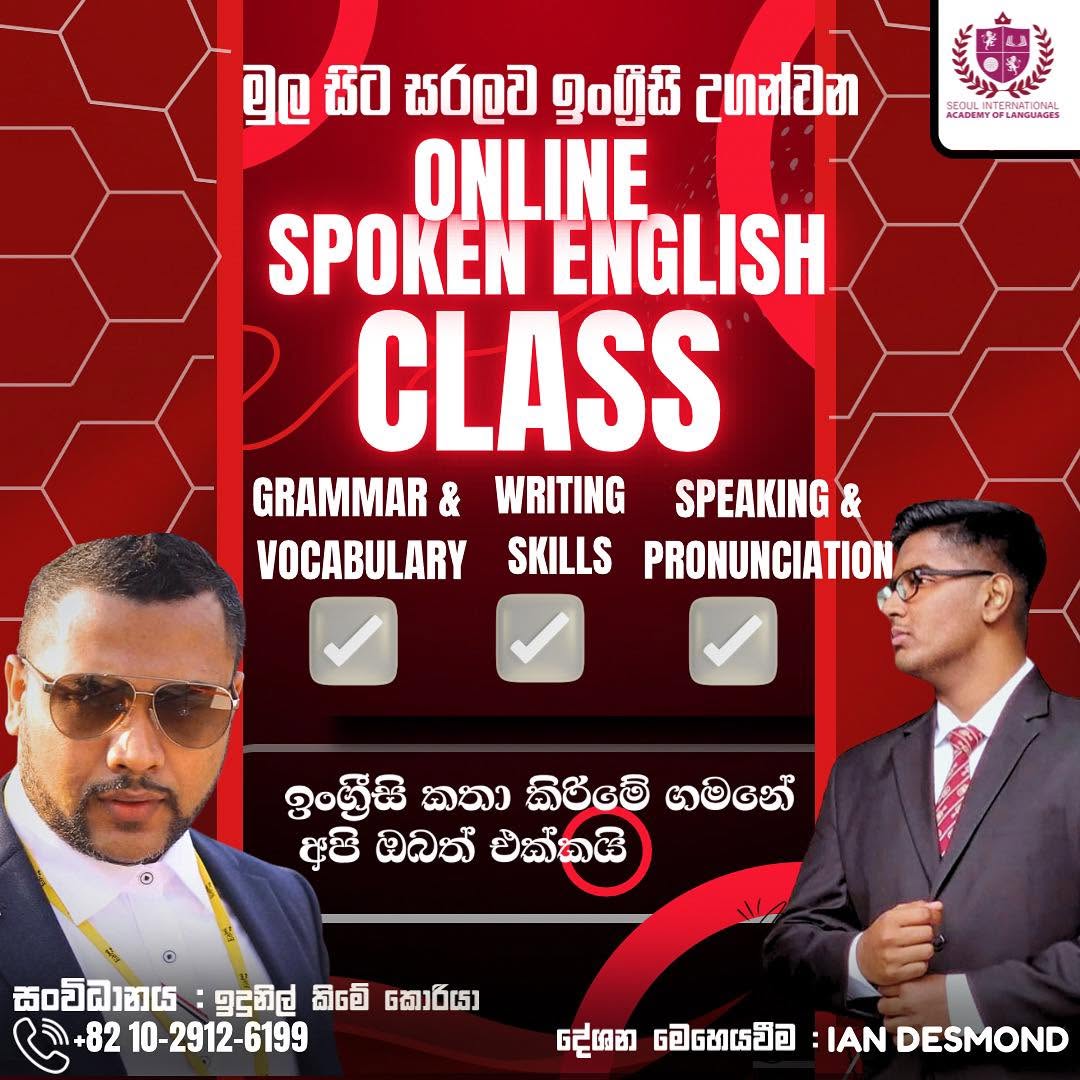 මුල සිට සරලව ඉංග්‍රීසි උගන්වන
SEOUL INTERNATIONAL
ACADEMY OF LANGUAGES
ONLINE
SPOKEN ENGLISH
CLASS
GRAMMAR &
VOCABULARY
WRITING
SKILLS
SPEAKING &
PRONUNCIATION
ඉංග්‍රීසි කතා කිරිමේ ගමනේ
අපි ඔබත් එක්කයි
සංවිධානය : ඉදුනිල් කිමේ කොරියා
+82 10-2912-6199
දේශන මෙහෙයවීම : IAN DESMOND